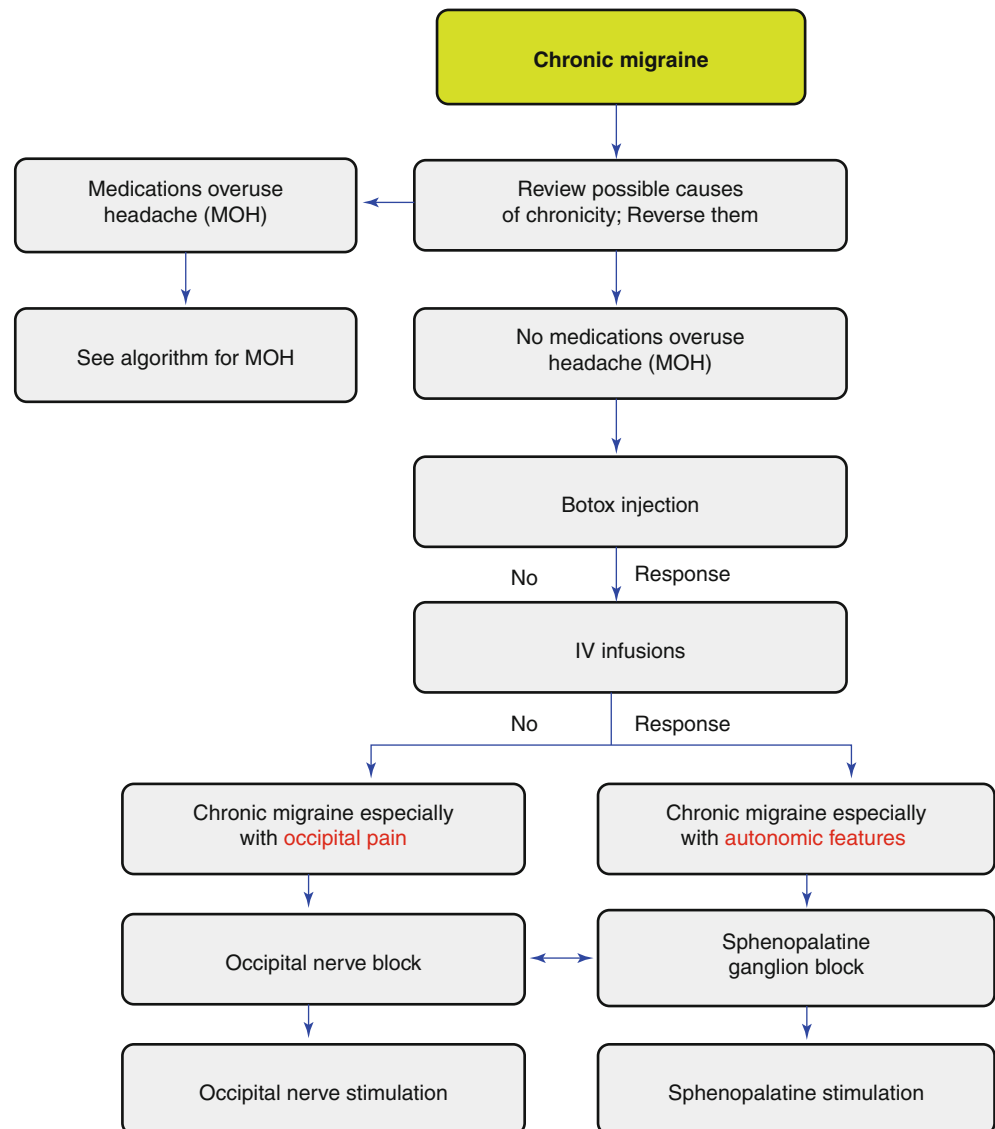 Chronic migraine
Medications overuse
headache (MOH)
Review possible causes
of chronicity; Reverse them
See algorithm for MOH
No medications overuse
headache (MOH)
Botox injection
No Response
IV infusions
No Response
Chronic migraine especially
with occipital pain
Chronic migraine especially
with autonomic features
Occipital nerve block
Sphenopalatine
ganglion block
Occipital nerve stimulation
Sphenopalatine stimulation